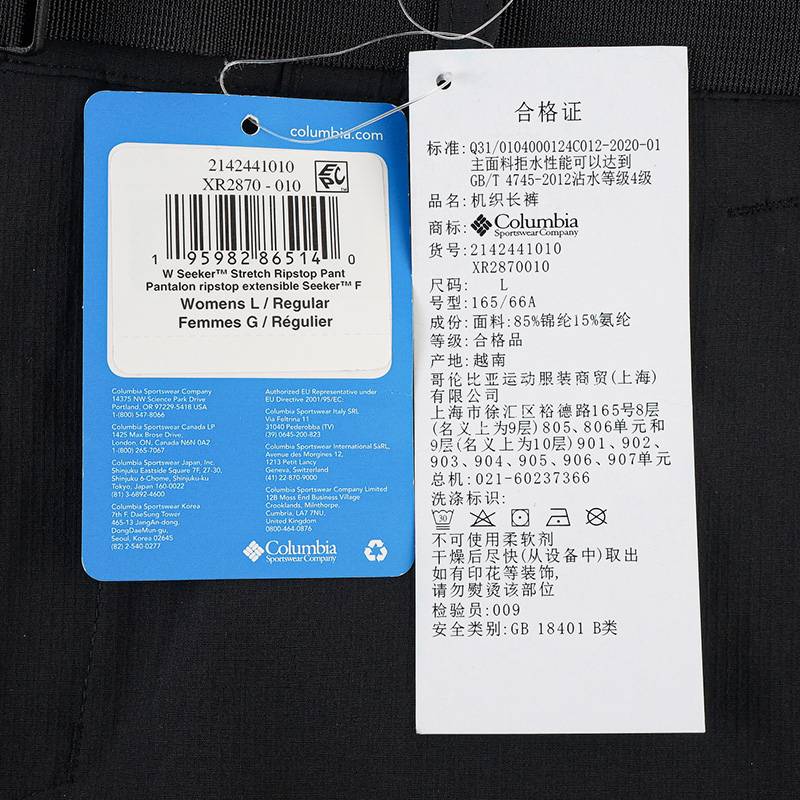 columbia.com
2142441010
XR2870 - 010
EPC™
1 95982 86514 0
W Seeker™ Stretch Ripstop Pant
Pantalon ripstop extensible Seeker™ F
Womens L / Regular
Femmes G / Régulier
Columbia Sportswear Company
14375 NW Science Park Drive
Portland, OR 97229-5418 USA
1-(800) 547-8066
Columbia Sportswear Canada LP
1425 Max Brose Drive,
London, ON, Canada N6N 0A2
1-(800) 265-7067
Columbia Sportswear Japan, Inc.
Shinjuku Eastside Square 7F, 27-30,
Shinjuku 6-Chome, Shinjuku-ku
Tokyo, Japan 160-0022
(81) 3-6892-4600
Columbia Sportswear Korea
7th F, DaeSung Tower
465-13 JangAn-dong,
DongDaeMun-gu,
Seoul, Korea 02645
(82) 2-540-0277
Authorized EU Representative under
EU Directive 2001/95/EC:
Columbia Sportswear Italy SRL
Via Feltrina 11
31040 Pederobba (TV)
(39) 0645-200-823
Columbia Sportswear International SàRL,
Avenue des Morgines 12,
1213 Petit Lancy
Geneva, Switzerland
(41) 22-870-9000
Columbia Sportswear Company Limited
12B Moss End Business Village
Crooklands, Milnthorpe,
Cumbria, LA7 7NU,
United Kingdom
0800-464-0876
Columbia
Sportswear Company
合格证
标准: Q31/0104000124C012-2020-01
主面料拒水性能可以达到
GB/T 4745-2012沾水等级4级
品名: 机织长裤
商标: Columbia
Sportswear Company
货号: 2142441010
XR2870010
尺码: L
号型: 165/66A
成份: 面料: 85%锦纶15%氨纶
等级: 合格品
产地: 越南
哥伦比亚运动服装商贸(上海)
有限公司
上海市徐汇区裕德路165号8层
(名义上为9层)805、806单元和
9层(名义上为10层)901、902、
903、904、905、906、907单元
总机: 021-60237366
洗涤标识:
30
不可使用柔软剂
干燥后尽快(从设备中)取出
如有印花等装饰,
请勿熨烫该部位
检验员: 009
安全类别: GB 18401 B类